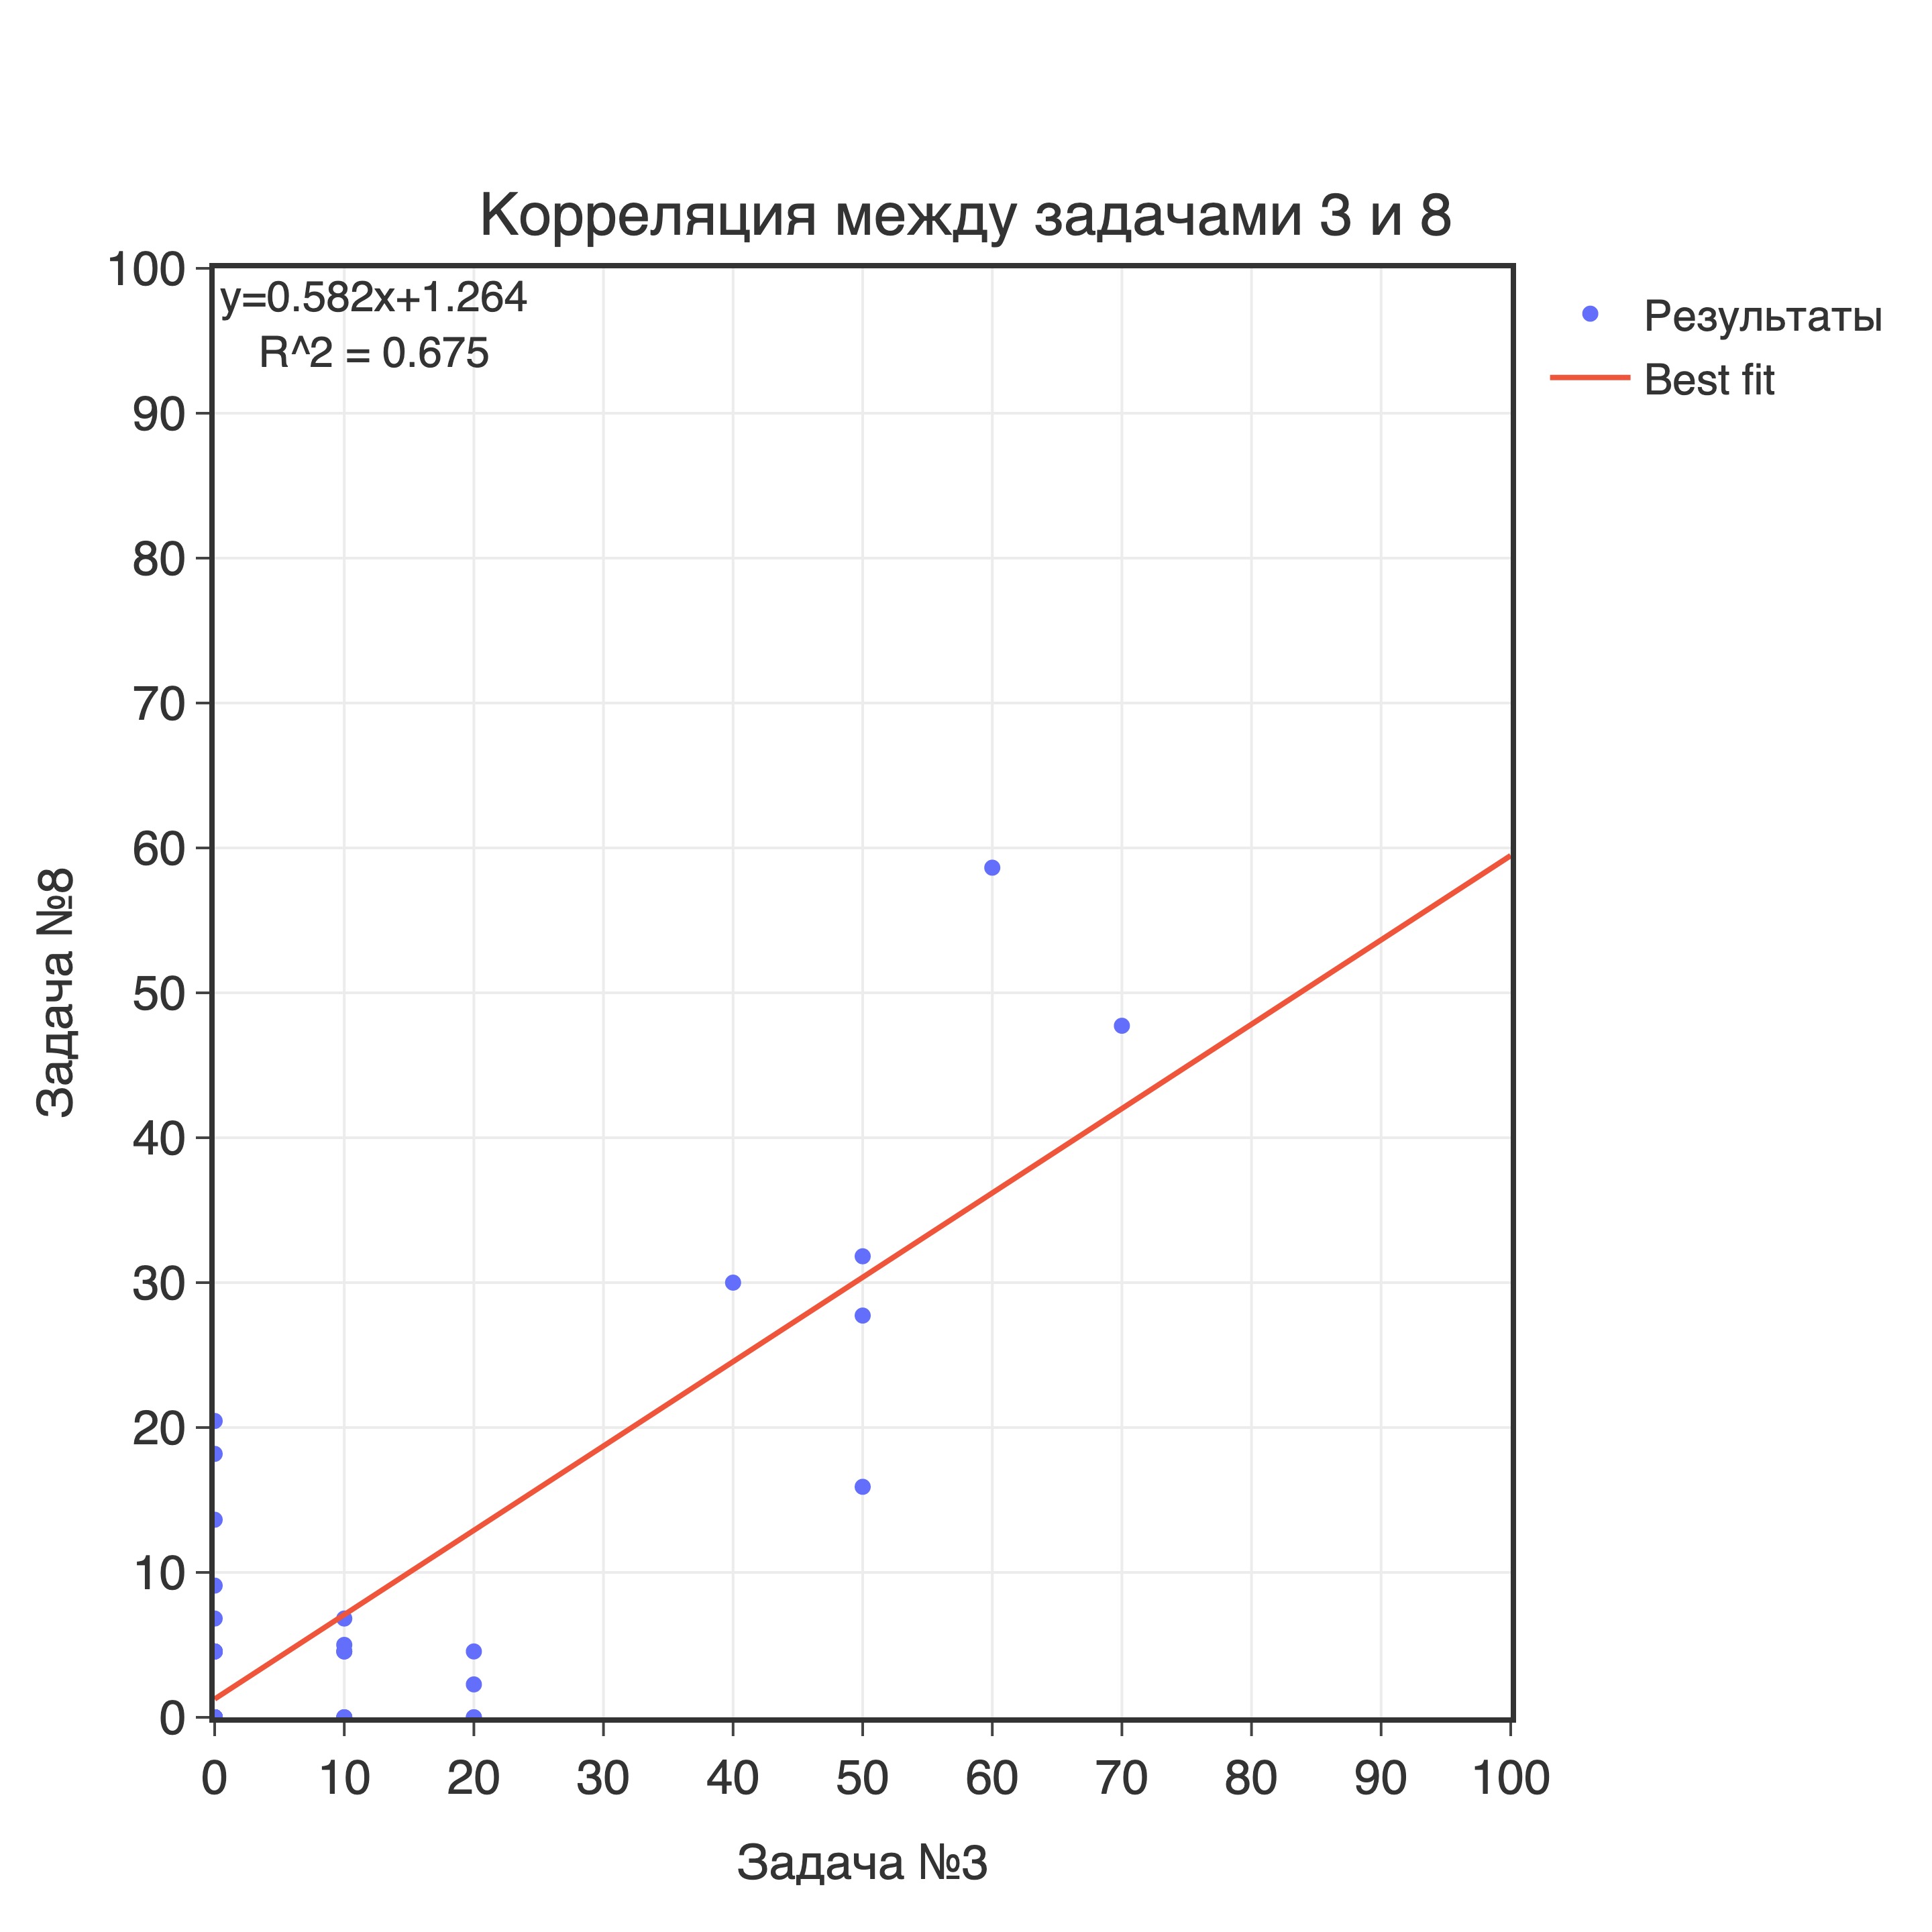 Корреляция между задачами 3 и 8
y=0.582x+1.264
R^2 = 0.675
Результаты
Best fit
100
90
80
70
60
50
40
30
20
10
0
Задача №8
0 10 20 30 40 50 60 70 80 90 100
Задача №3